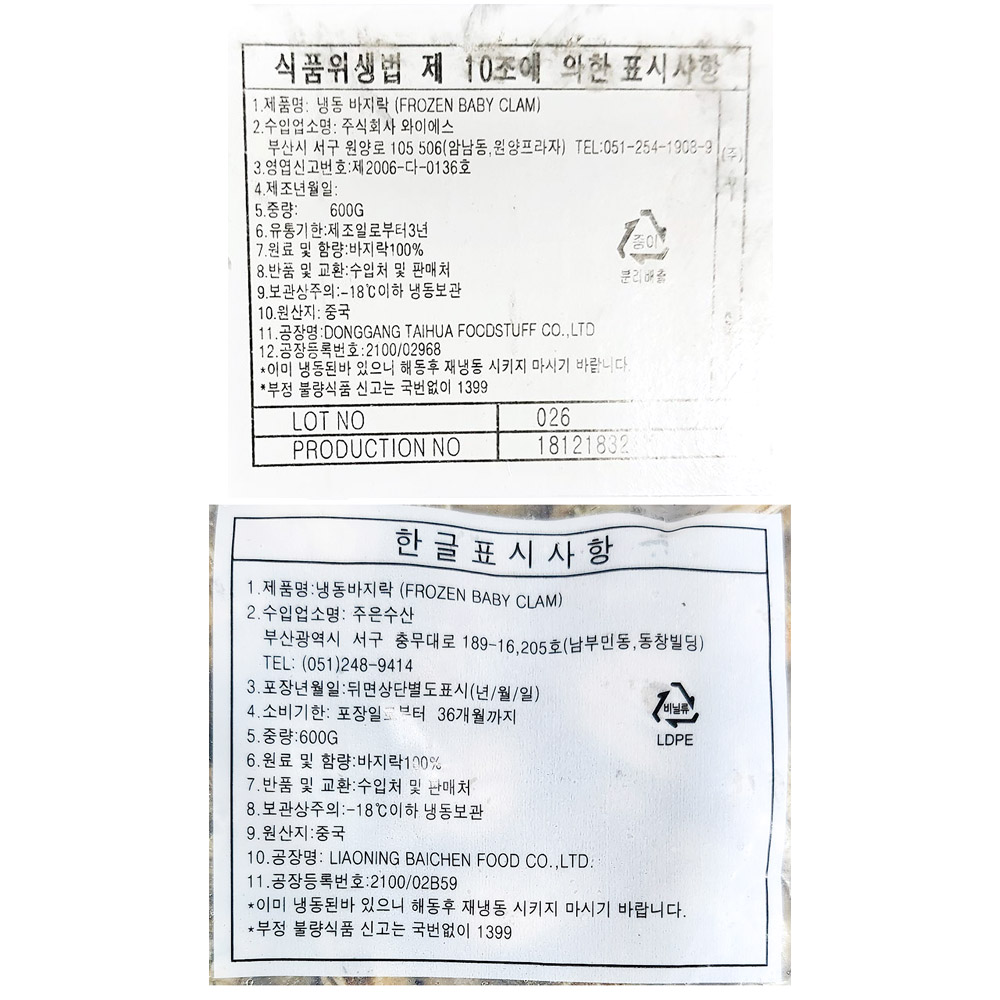 식품위생법 제 10조에 의한 표시사항
1.제품명: 냉동 바지락 (FROZEN BABY CLAM)
2.수입업소명: 주식회사 와이에스
부산시 서구 원양로 105 506(암남동,원양프라자) TEL:051-254-1903-9
(주)
3.영업신고번호:제2006-다-0136호
4.제조년월일:
5.중량: 600G
6.유통기한:제조일로부터3년
7.원료 및 함량:바지락100%
8.반품 및 교환:수입처 및 판매처
9.보관상주의:-18℃이하 냉동보관
10.원산지: 중국
11.공장명:DONGGANG TAIHUA FOODSTUFF CO.,LTD
12.공장등록번호:2100/02968
*이미 냉동된바 있으니 해동후 재냉동 시키지 마시기 바랍니다.
*부정 불량식품 신고는 국번없이 1399
종이
분리배출
LOT NO 026
PRODUCTION NO 18121832
한글표시사항
1.제품명:냉동바지락 (FROZEN BABY CLAM)
2.수입업소명: 주은수산
부산광역시 서구 충무대로 189-16,205호(남부민동,동창빌딩)
TEL: (051)248-9414
3.포장년월일:뒤면상단별도표시(년/월/일)
4.소비기한: 포장일로부터 36개월까지
5.중량:600G
6.원료 및 함량:바지락100%
7.반품 및 교환:수입처 및 판매처
8.보관상주의:-18℃이하 냉동보관
9.원산지:중국
10.공장명: LIAONING BAICHEN FOOD CO.,LTD.
11.공장등록번호:2100/02B59
*이미 냉동된바 있으니 해동후 재냉동 시키지 마시기 바랍니다.
*부정 불량식품 신고는 국번없이 1399
비닐류
LDPE